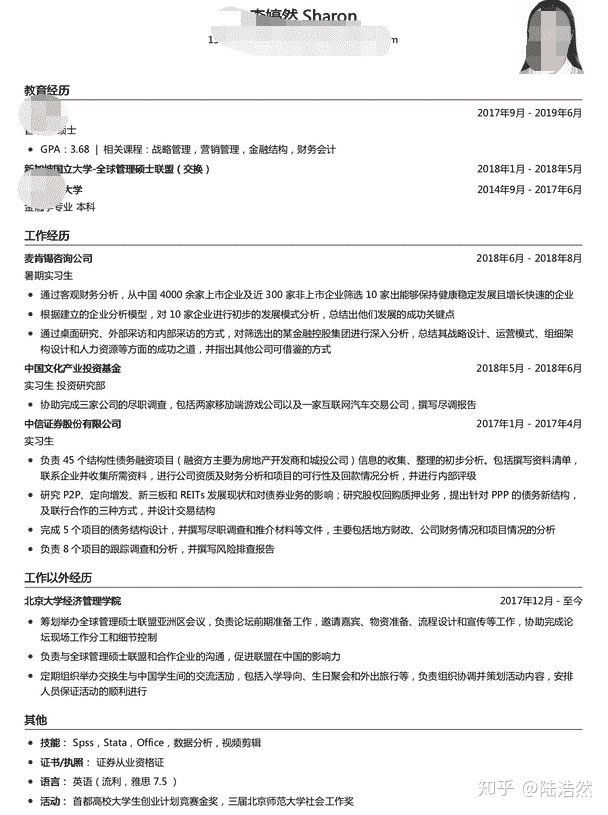 Sharon
教育经历
2017年9月 - 2019年6月
硕士
• GPA：3.68 | 相关课程：战略管理，营销管理，金融结构，财务会计
新加坡国立大学-全球管理硕士联盟（交换） 2018年1月 - 2018年5月
大学 2014年9月 - 2017年6月
金融学专业 本科
工作经历
麦肯锡咨询公司 2018年6月 - 2018年8月
暑期实习生
• 通过客观财务分析，从中国 4000 余家上市企业及近 300 家非上市企业筛选 10 家出能够保持健康稳定发展且增长快速的企业
• 根据建立的企业分析模型，对 10 家企业进行初步的发展模式分析，总结出他们发展的成功关键点
• 通过桌面研究、外部采访和内部采访的方式，对筛选出的某金融控股集团进行深入分析，总结其战略设计、运营模式、组细架
构设计和人力资源等方面的成功之道，并指出其他公司可借鉴的方式
中国文化产业投资基金 2018年5月 - 2018年6月
实习生 投资研究部
• 协助完成三家公司的尽职调查，包括两家移动端游戏公司以及一家互联网汽车交易公司，撰写尽调报告
中信证券股份有限公司 2017年1月 - 2017年4月
实习生
• 负责 45 个结构性债务融资项目（融资方主要为房地产开发商和城投公司）信息的收集、整理的初步分析。包括撰写资料清单，
联系企业并收集所需资料，进行公司资质及财务分析和项目的可行性及回款情况分析，并进行内部评级
• 研究 P2P、定向增发、新三板和 REITs 发展现状和对债券业务的影响；研究股权回购质押业务，提出针对 PPP 的债务新结构，
及联行合作的三种方式，并设计交易结构
• 完成 5 个项目的债务结构设计，并撰写尽职调查和推介材料等文件，主要包括地方财政、公司财务情况和项目情况的分析
• 负责 8 个项目的跟踪调查和分析，并撰写风险排查报告
工作以外经历
北京大学经济管理学院 2017年12月 - 至今
• 筹划举办全球管理硕士联盟亚洲区会议，负责论坛前期准备工作，邀请嘉宾、物资准备、流程设计和宣传等工作，协助完成论
坛现场工作分工和细节控制
• 负责与全球管理硕士联盟和合作企业的沟通，促进联盟在中国的影响力
• 定期组织举办交换生与中国学生间的交流活动，包括入学导向、生日聚会和外出旅行等，负责组织协调并策划活动内容，安排
人员保证活动的顺利进行
其他
• 技能： Spss，Stata，Office，数据分析，视频剪辑
• 证书/执照： 证券从业资格证
• 语言： 英语（流利，雅思 7.5 ）
• 活动： 首都高校大学生创业计划竞赛金奖，三届北京师范大学社会工作奖
知乎 @陆浩然